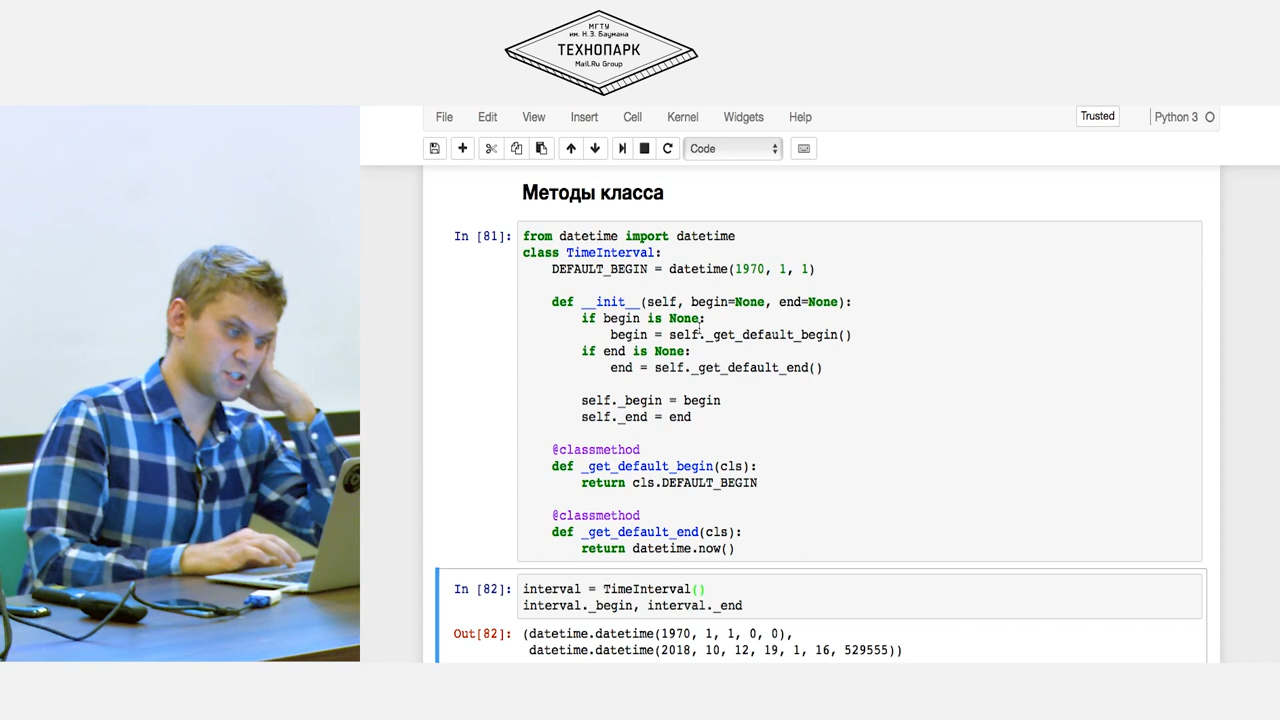 МГТУ
им. Н.Э. Баумана
ТЕХНОПАРК
Mail.Ru Group
File Edit View Insert Cell Kernel Widgets Help Trusted Python 3
Code
Методы класса
In [81]: from datetime import datetime
class TimeInterval:
    DEFAULT_BEGIN = datetime(1970, 1, 1)
    def __init__(self, begin=None, end=None):
        if begin is None:
            begin = self._get_default_begin()
        if end is None:
            end = self._get_default_end()
        self._begin = begin
        self._end = end
    @classmethod
    def _get_default_begin(cls):
        return cls.DEFAULT_BEGIN
    @classmethod
    def _get_default_end(cls):
        return datetime.now()
In [82]: interval = TimeInterval()
interval._begin, interval._end
Out[82]: (datetime.datetime(1970, 1, 1, 0, 0),
 datetime.datetime(2018, 10, 12, 19, 1, 16, 529555))